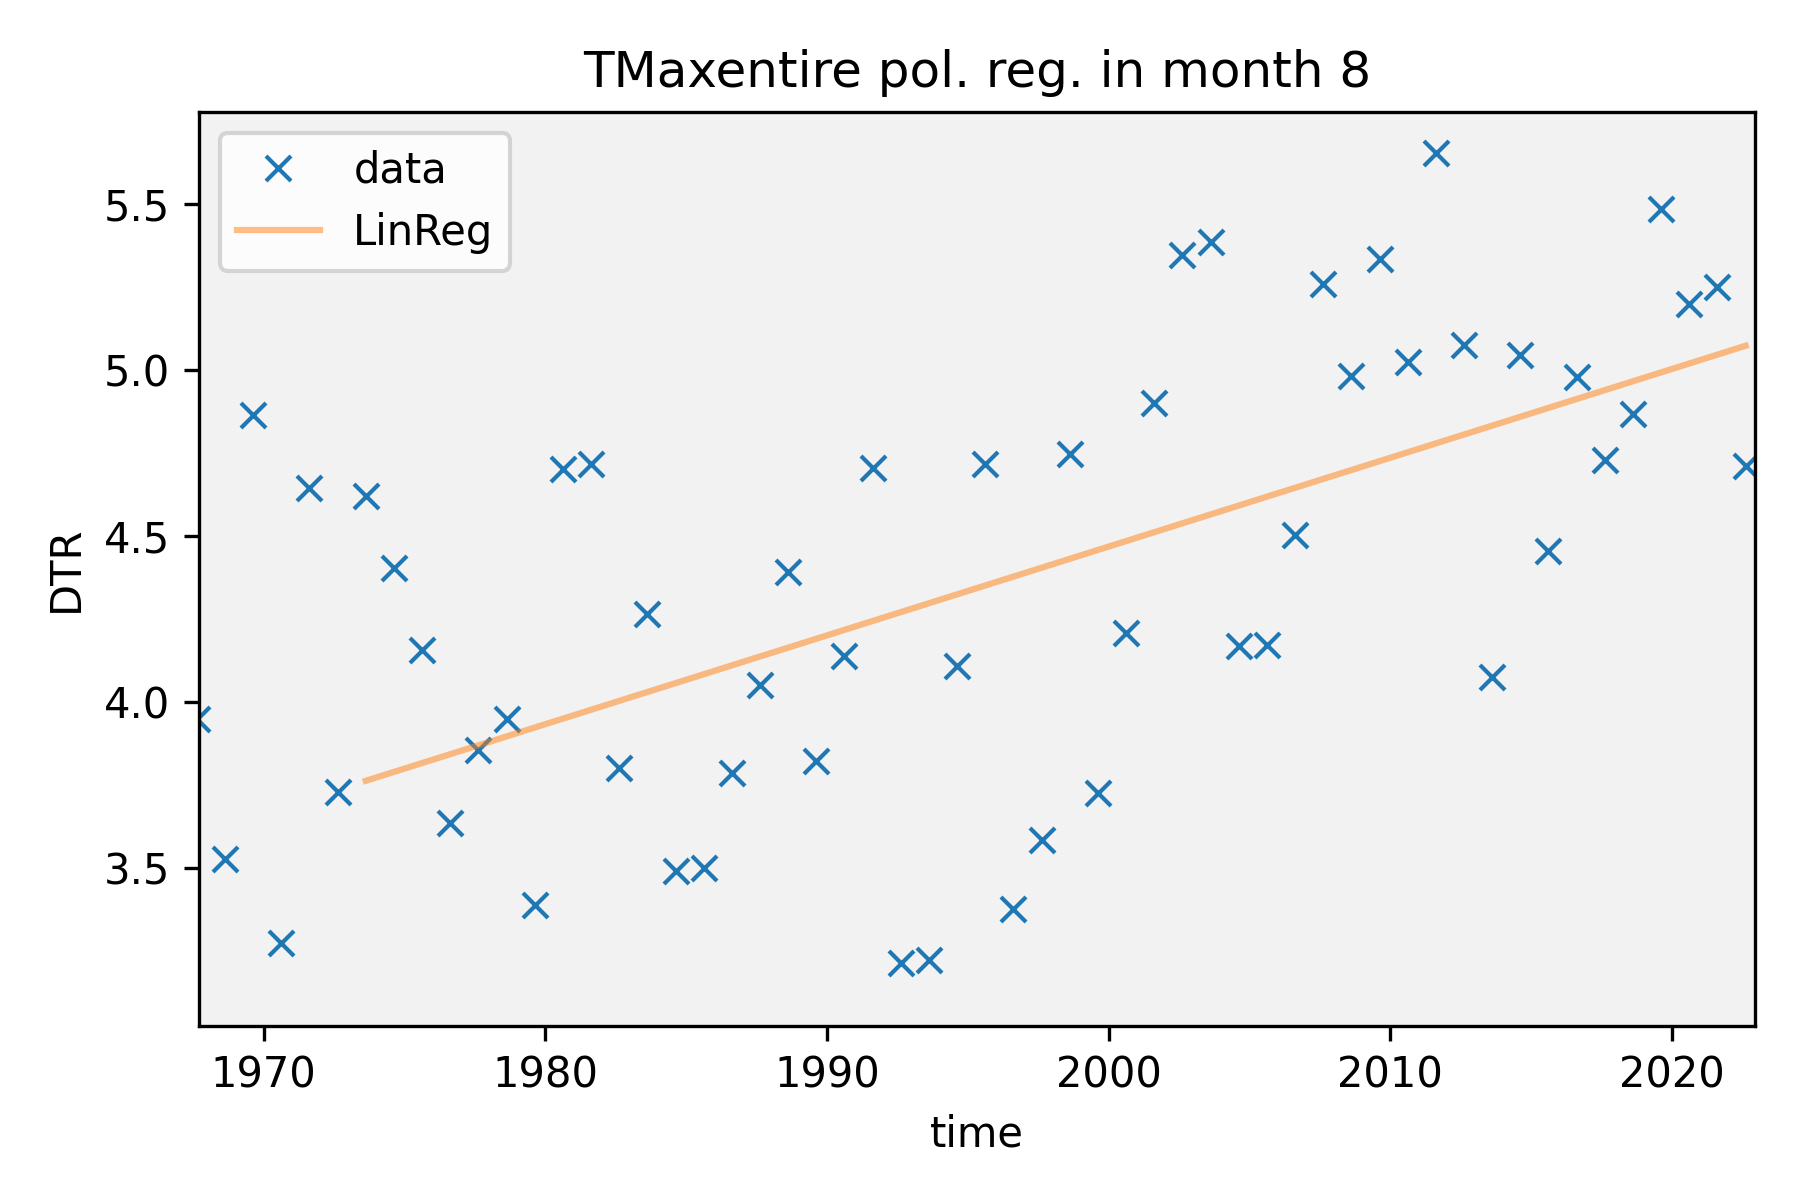 TMaxentire pol. reg. in month 8
data
LinReg
5.5
5.0
4.5
4.0
3.5
DTR
1970 1980 1990 2000 2010 2020
time